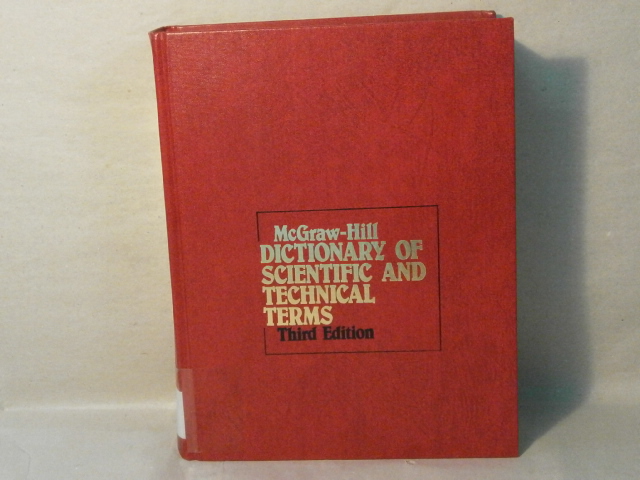 McGraw-Hill
DICTIONARY OF
SCIENTIFIC AND
TECHNICAL
TERMS
Third Edition